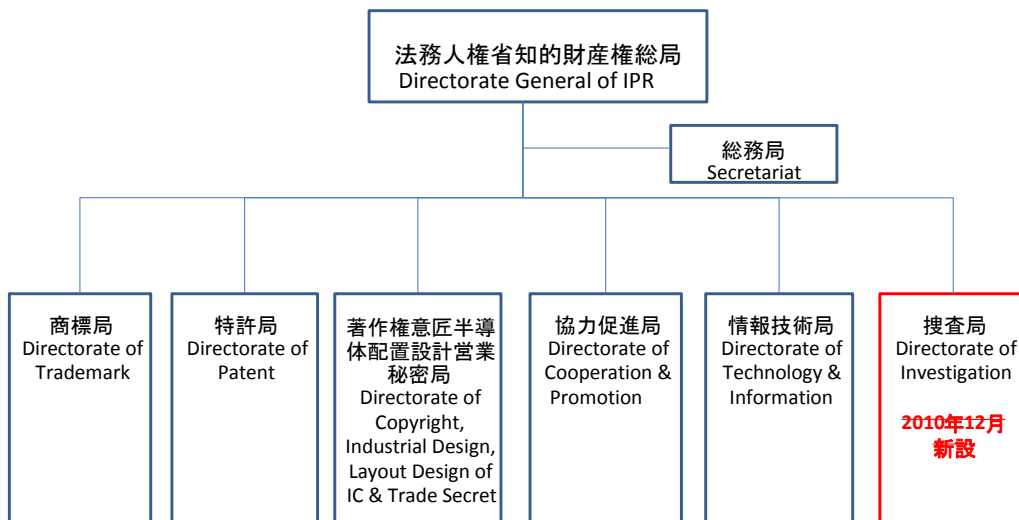 法務人権省知的財産権総局
Directorate General of IPR
総務局
Secretariat
商標局
Directorate of
Trademark
特許局
Directorate of
Patent
著作権意匠半導
体配置設計営業
秘密局
Directorate of
Copyright,
Industrial Design,
Layout Design of
IC & Trade Secret
協力促進局
Directorate of
Cooperation &
Promotion
情報技術局
Directorate of
Technology &
Information
捜査局
Directorate of
Investigation
2010年12月
新設